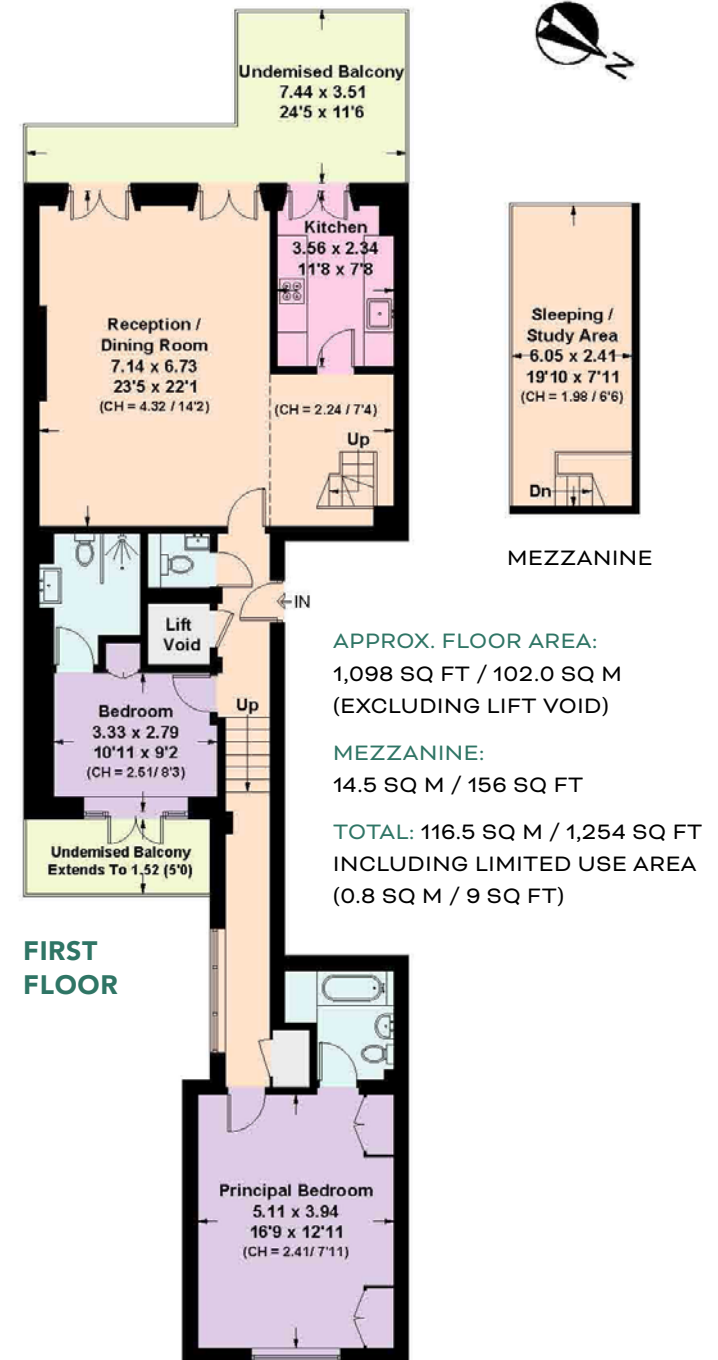 N
Undemised Balcony
7.44 x 3.51
24'5 x 11'6
Kitchen
3.56 x 2.34
11'8 x 7'8
Reception /
Dining Room
7.14 x 6.73
23'5 x 22'1
(CH = 4.32 / 14'2)
(CH = 2.24 / 7'4)
Up
Sleeping /
Study Area
6.05 x 2.41
19'10 x 7'11
(CH = 1.98 / 6'6)
Dn
MEZZANINE
IN
Lift
Void
Up
Bedroom
3.33 x 2.79
10'11 x 9'2
(CH = 2.51/ 8'3)
Undemised Balcony
Extends To 1.52 (5'0)
APPROX. FLOOR AREA:
1,098 SQ FT / 102.0 SQ M
(EXCLUDING LIFT VOID)
MEZZANINE:
14.5 SQ M / 156 SQ FT
TOTAL: 116.5 SQ M / 1,254 SQ FT
INCLUDING LIMITED USE AREA
(0.8 SQ M / 9 SQ FT)
FIRST
FLOOR
Principal Bedroom
5.11 x 3.94
16'9 x 12'11
(CH = 2.41/ 7'11)